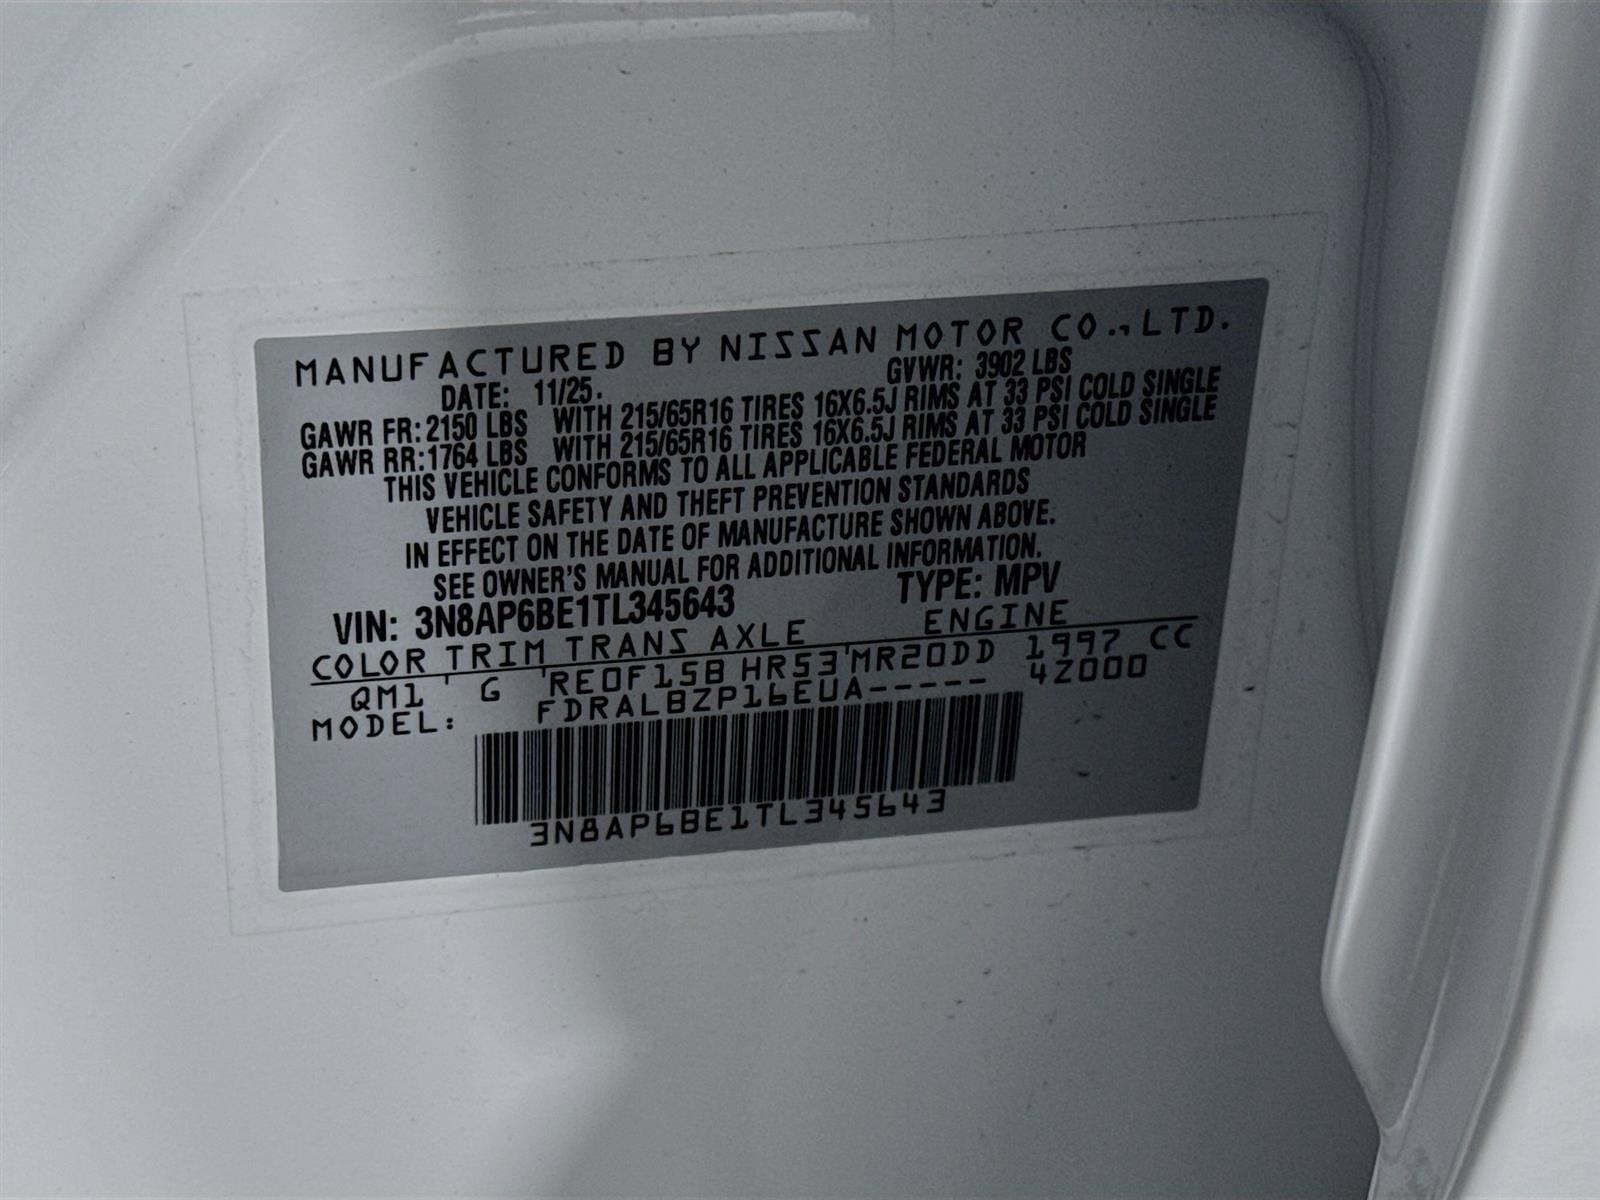 MANUFACTURED BY NISSAN MOTOR CO., LTD.
DATE: 11/25. GVWR: 3902 LBS
GAWR FR: 2150 LBS WITH 215/65R16 TIRES 16X6.5J RIMS AT 33 PSI COLD SINGLE
GAWR RR: 1764 LBS WITH 215/65R16 TIRES 16X6.5J RIMS AT 33 PSI COLD SINGLE
THIS VEHICLE CONFORMS TO ALL APPLICABLE FEDERAL MOTOR
VEHICLE SAFETY AND THEFT PREVENTION STANDARDS
IN EFFECT ON THE DATE OF MANUFACTURE SHOWN ABOVE.
SEE OWNER'S MANUAL FOR ADDITIONAL INFORMATION.
VIN: 3N8AP6BE1TL345643 TYPE: MPV
COLOR TRIM TRANS AXLE ENGINE
QM1 G RE0F15B HR53 MR20DD 1997 CC
MODEL: FDRALBZP16EUA----- 4Z000
3N8AP6BE1TL345643